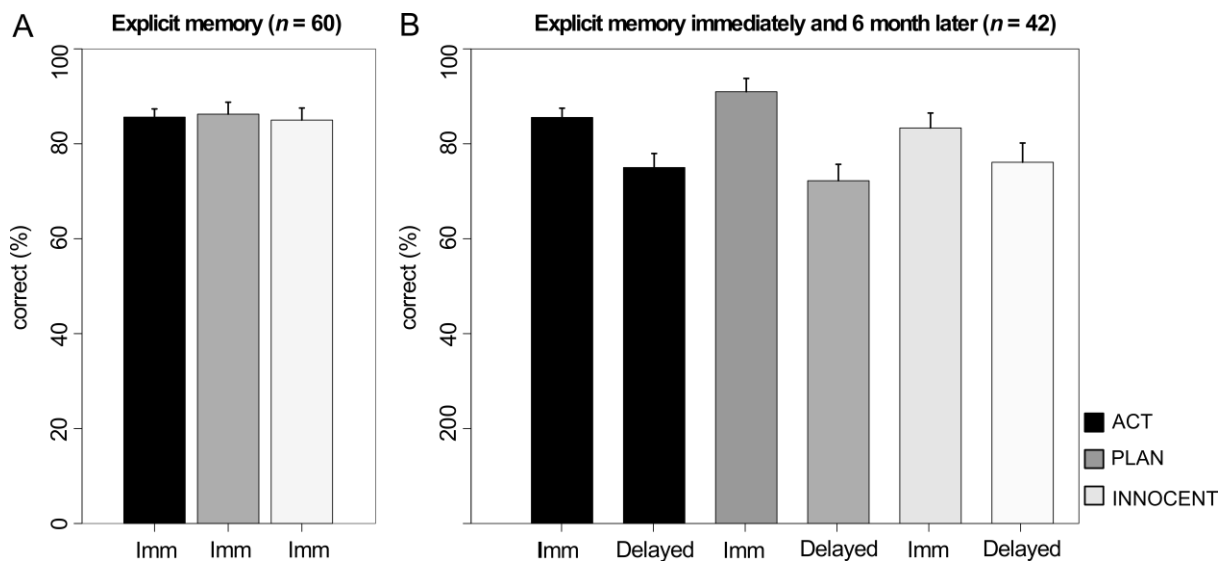 A
Explicit memory (n = 60)
100
80
60
40
20
0
correct (%)
Imm
Imm
Imm
B
Explicit memory immediately and 6 month later (n = 42)
100
80
60
40
200
correct (%)
Imm
Delayed
Imm
Delayed
Imm
Delayed
ACT
PLAN
INNOCENT